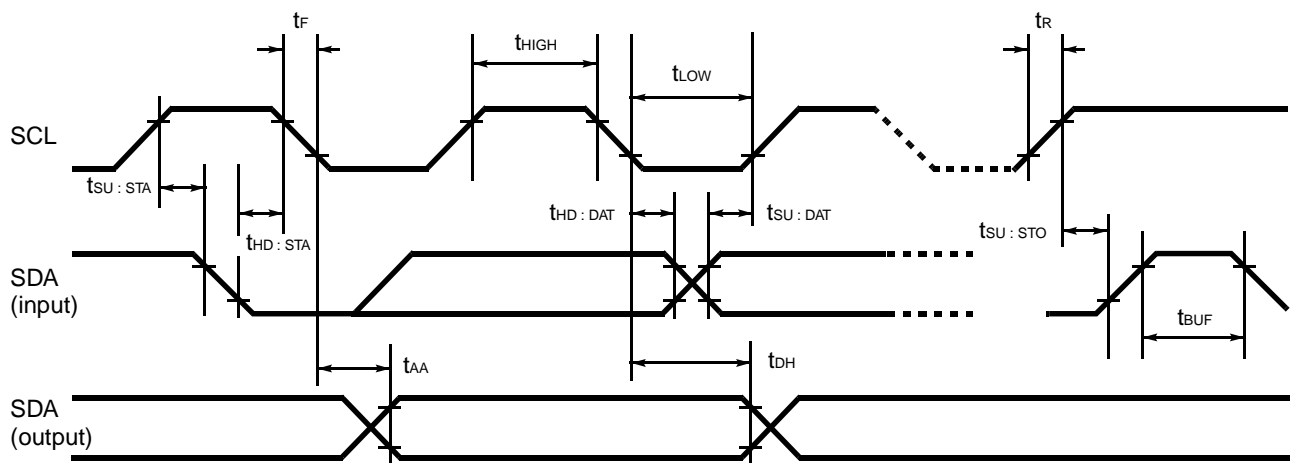 tF
tHIGH
tR
tLOW
SCL
tSU : STA
tHD : DAT
tSU : DAT
tHD : STA
tSU : STO
SDA
(input)
tBUF
tAA
tDH
SDA
(output)